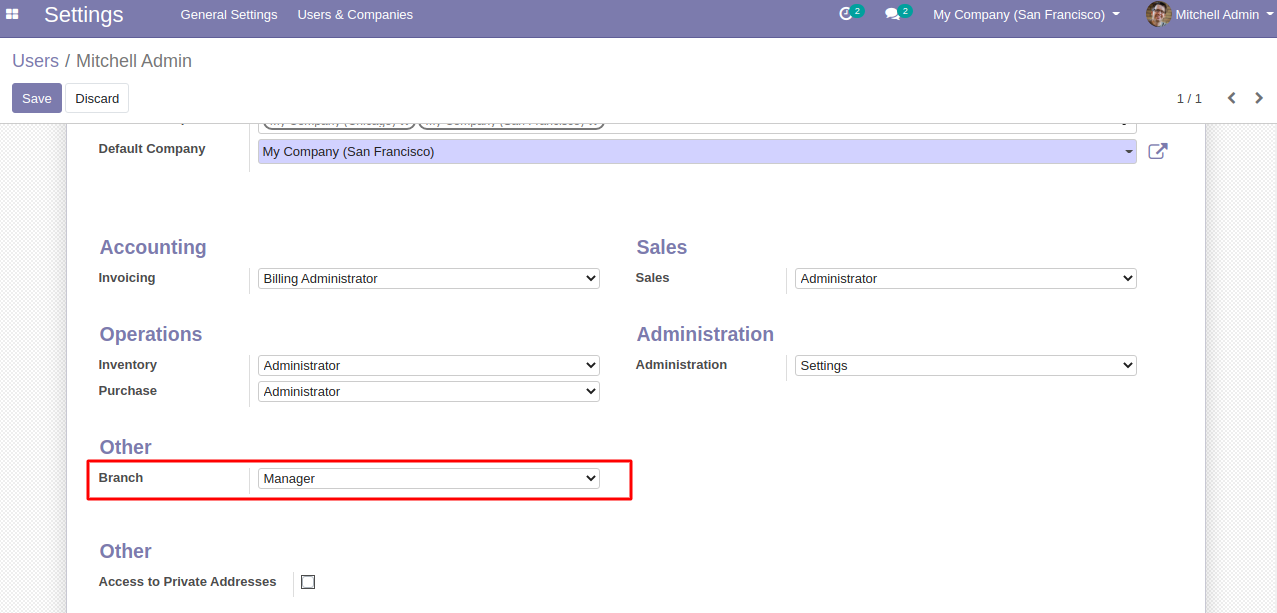 Settings General Settings Users & Companies 2 2 My Company (San Francisco) Mitchell Admin
Users / Mitchell Admin
Save Discard 1 / 1
Default Company My Company (San Francisco)
Accounting Sales
Invoicing Billing Administrator Sales Administrator
Operations Administration
Inventory Administrator Administration Settings
Purchase Administrator
Other
Branch Manager
Other
Access to Private Addresses